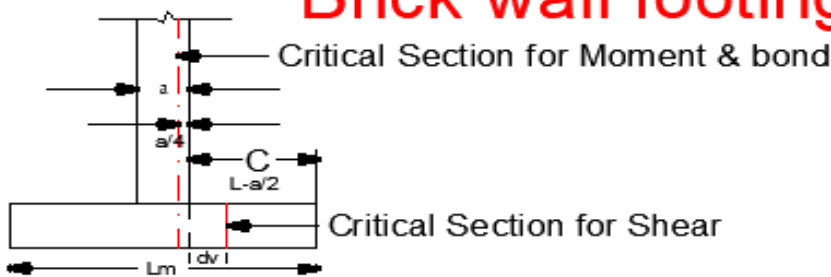 Brick wall footing
Critical Section for Moment & bond
a
a/4
C
L-a/2
Critical Section for Shear
dv
Lm